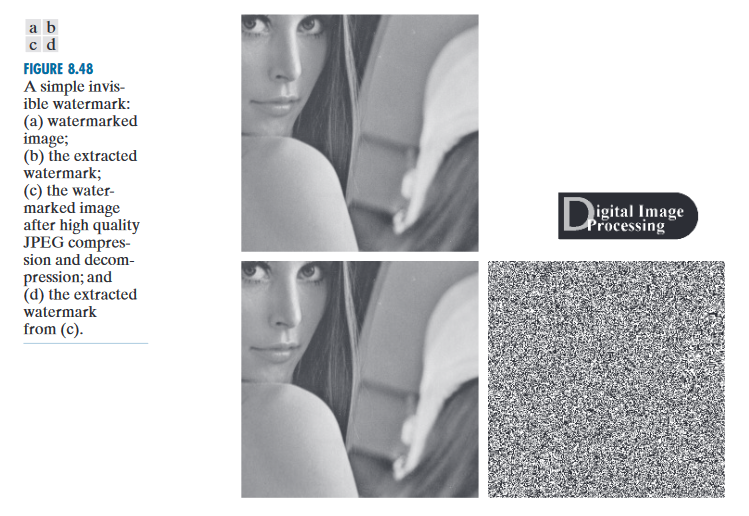 a b
c d
FIGURE 8.48
A simple invis-
ible watermark:
(a) watermarked
image;
(b) the extracted
watermark;
(c) the water-
marked image
after high quality
JPEG compres-
sion and decom-
pression; and
(d) the extracted
watermark
from (c).
Digital Image
Processing